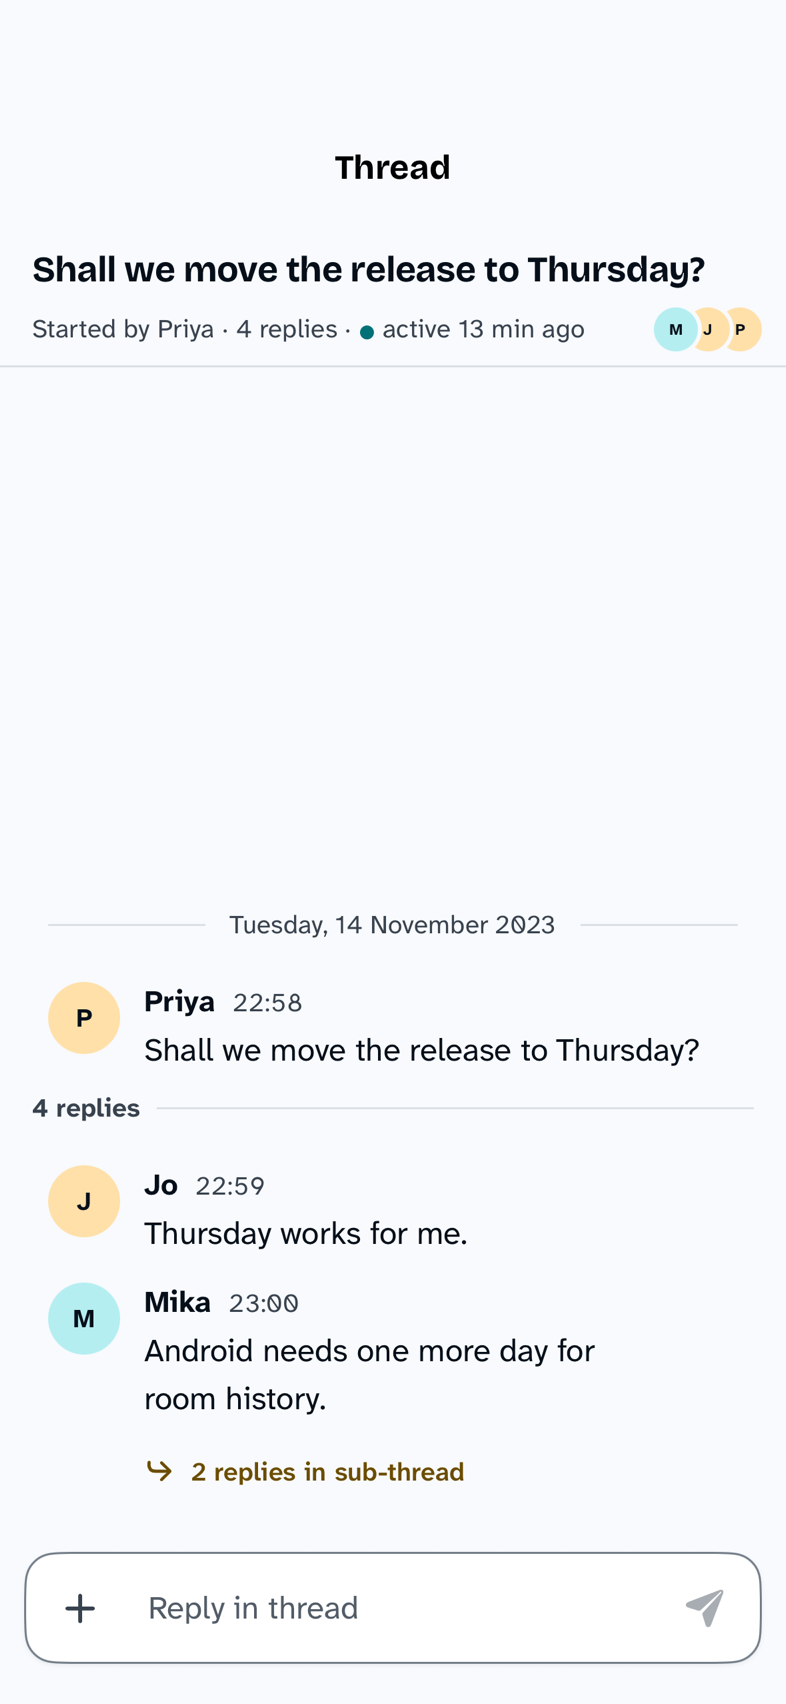 Thread
Shall we move the release to Thursday?
Started by Priya · 4 replies · ● active 13 min ago
M J P
Tuesday, 14 November 2023
P
Priya 22:58
Shall we move the release to Thursday?
4 replies
J
Jo 22:59
Thursday works for me.
M
Mika 23:00
Android needs one more day for
room history.
2 replies in sub-thread
Reply in thread